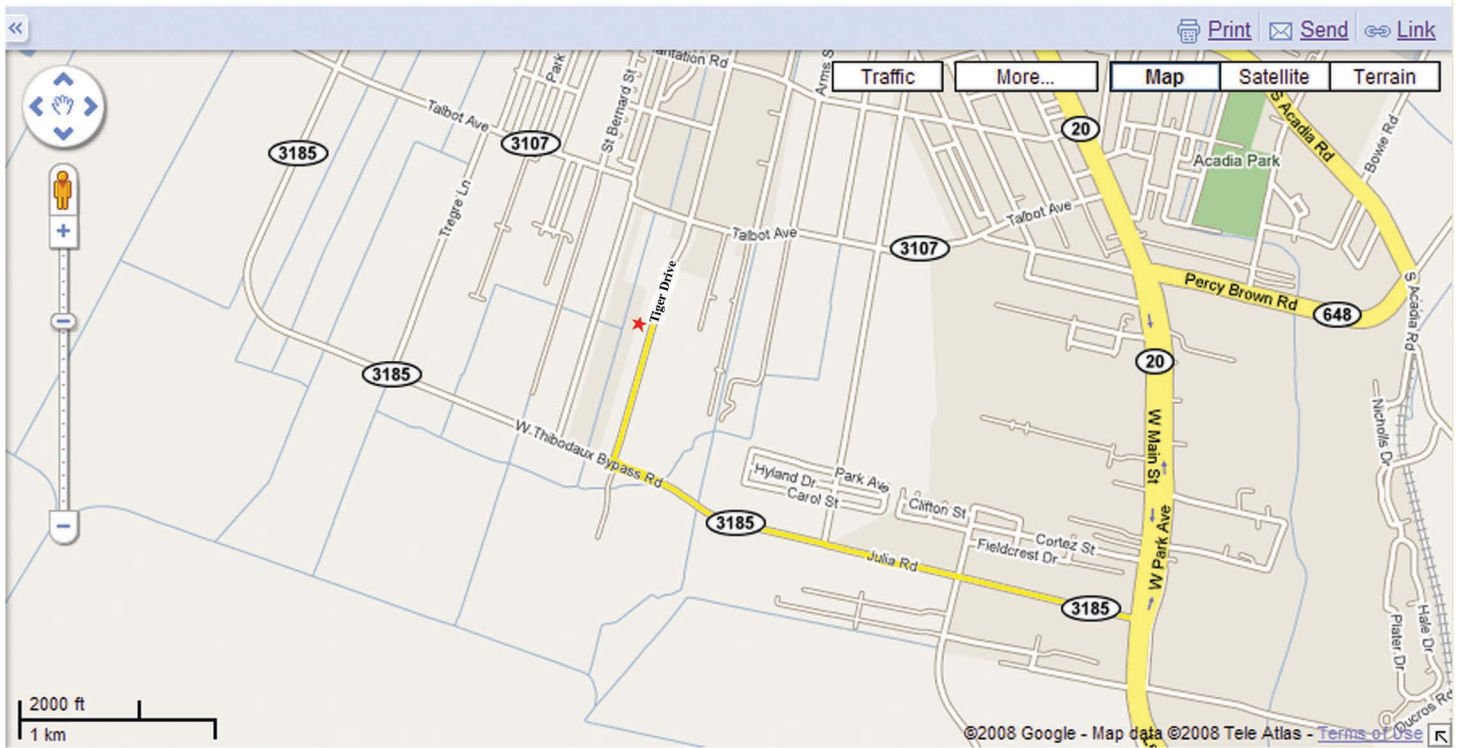 «
Print
Send
Link
Traffic
More...
Map
Satellite
Terrain
Park
antation Rd
Arms S
St Bernard St
Talbot Ave
3107
3185
20
S Acadia Rd
Bowie Rd
Acadia Park
Tregre Ln
Talbot Ave
Talbot Ave
3107
Tiger Drive
Percy Brown Rd
648
S Acadia Rd
3185
20
W Thibodaux Bypass Rd
W Main St
Nicholls Dr
Hyland Dr
Park Ave
Carol St
Clifton St
3185
Cortez St
Fieldcrest Dr
Julia Rd
W Park Ave
3185
Hale Dr
Plater Dr
Ducros Rd
2000 ft
1 km
©2008 Google - Map data ©2008 Tele Atlas - Terms of Use